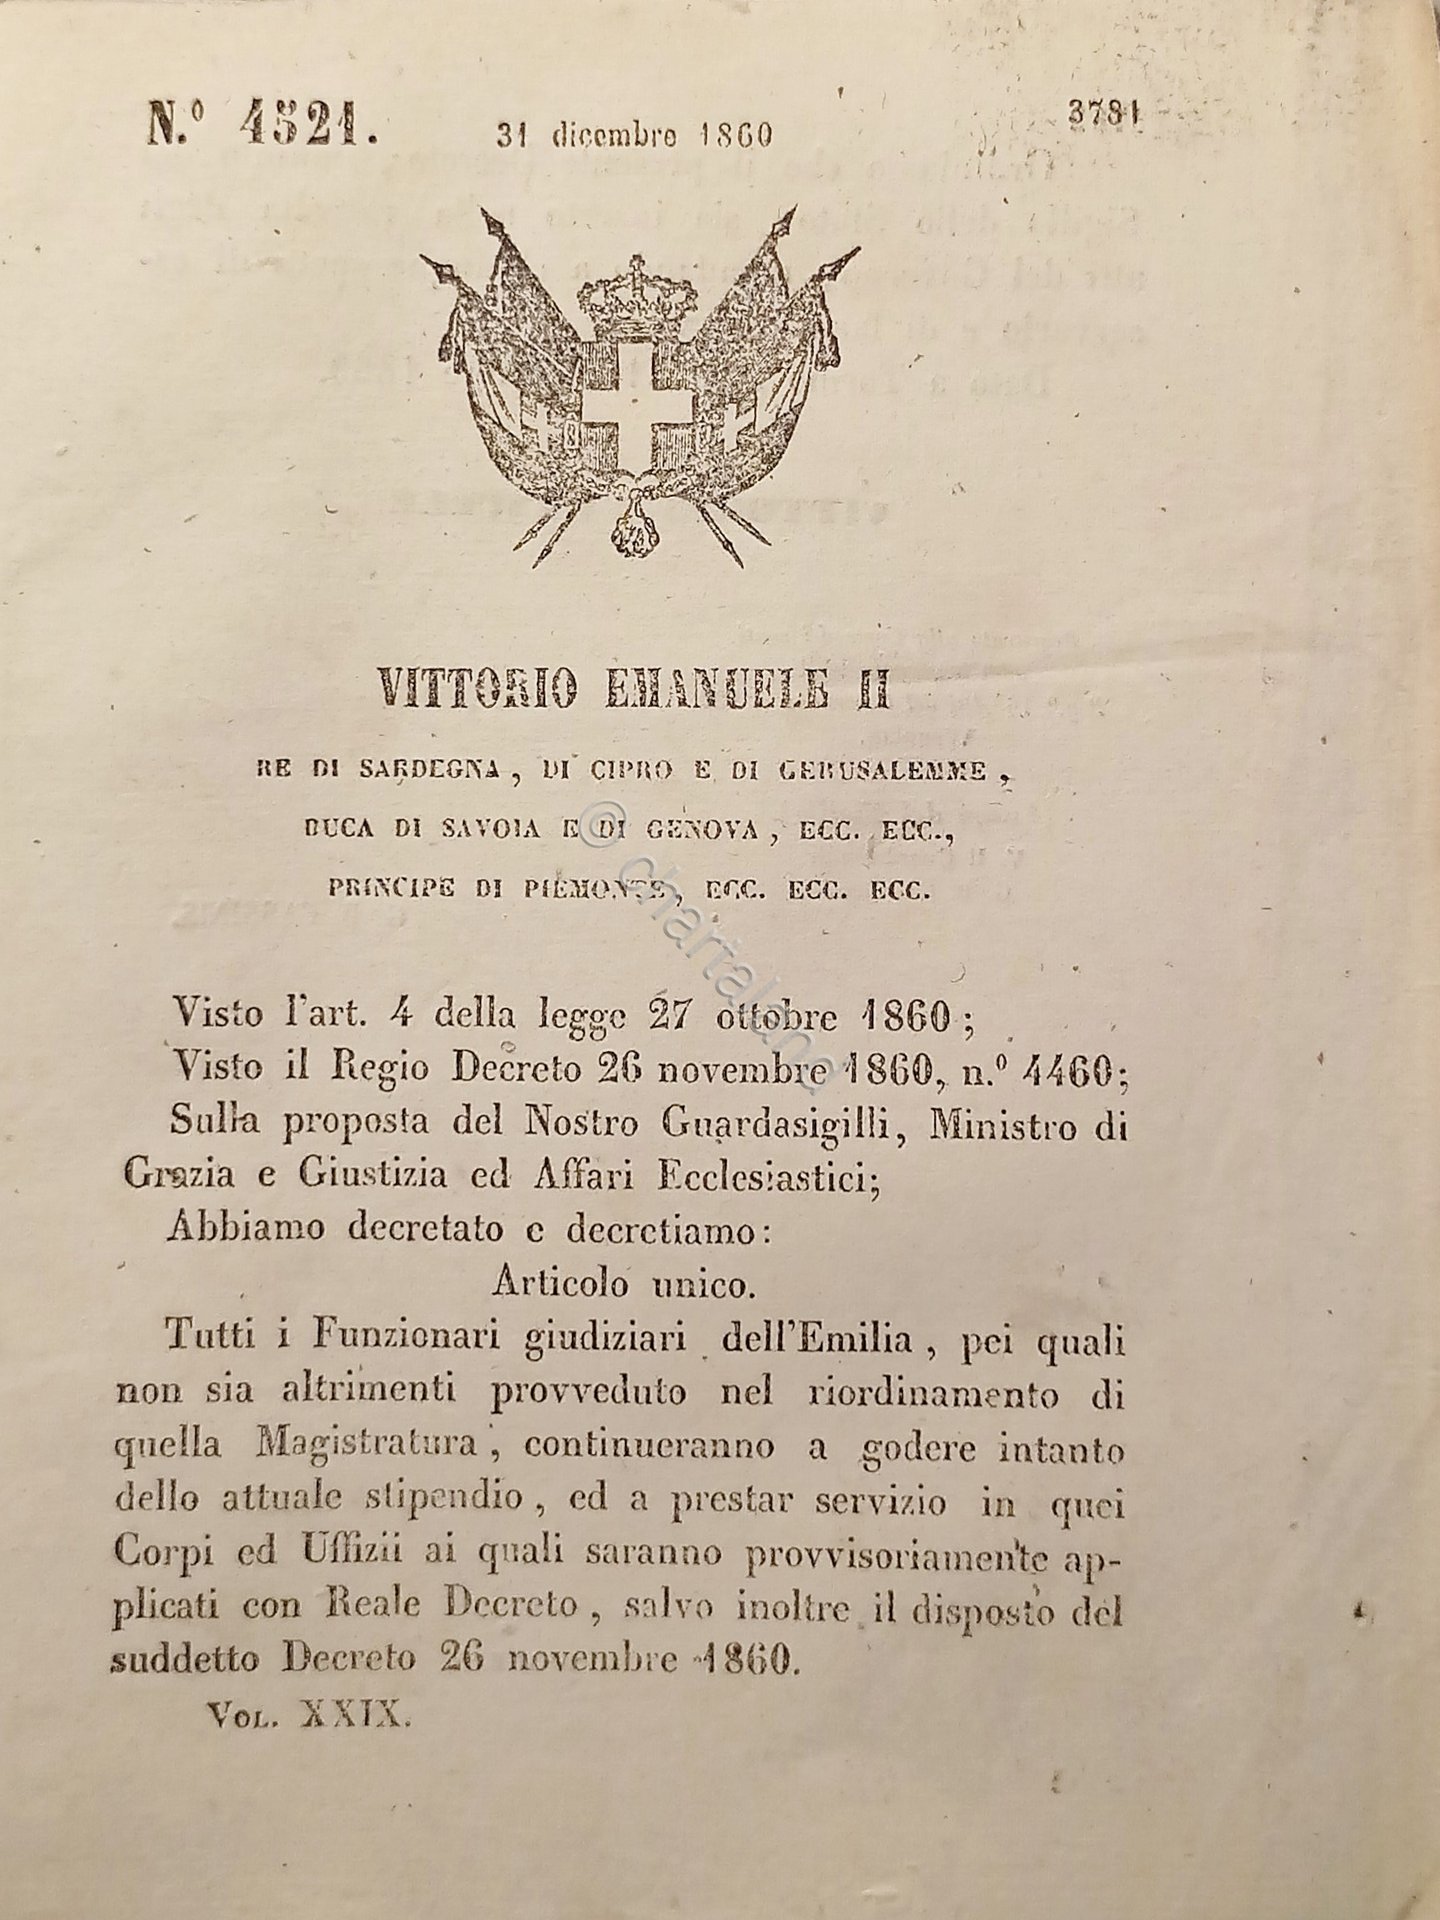 N.º 4521.
31 dicembre 1860
3781
VITTORIO EMANUELE II
RE DI SARDEGNA, DI CIPRO E DI GERUSALEMME,
DUCA DI SAVOIA E DI GENOVA, ECC. ECC.,
PRINCIPE DI PIEMONTE, ECC. ECC. ECC.
Visto l'art. 4 della legge 27 ottobre 1860;
Visto il Regio Decreto 26 novembre 1860, n.º 4460;
Sulla proposta del Nostro Guardasigilli, Ministro di
Grazia e Giustizia ed Affari Ecclesiastici;
Abbiamo decretato e decretiamo:
Articolo unico.
Tutti i Funzionari giudiziari dell'Emilia, pei quali
non sia altrimenti provveduto nel riordinamento di
quella Magistratura, continueranno a godere intanto
dello attuale stipendio, ed a prestar servizio in quei
Corpi ed Uffizii ai quali saranno provvisoriamente ap-
plicati con Reale Decreto, salvo inoltre il disposto del
suddetto Decreto 26 novembre 1860.
VOL. XXIX.
© chartaland